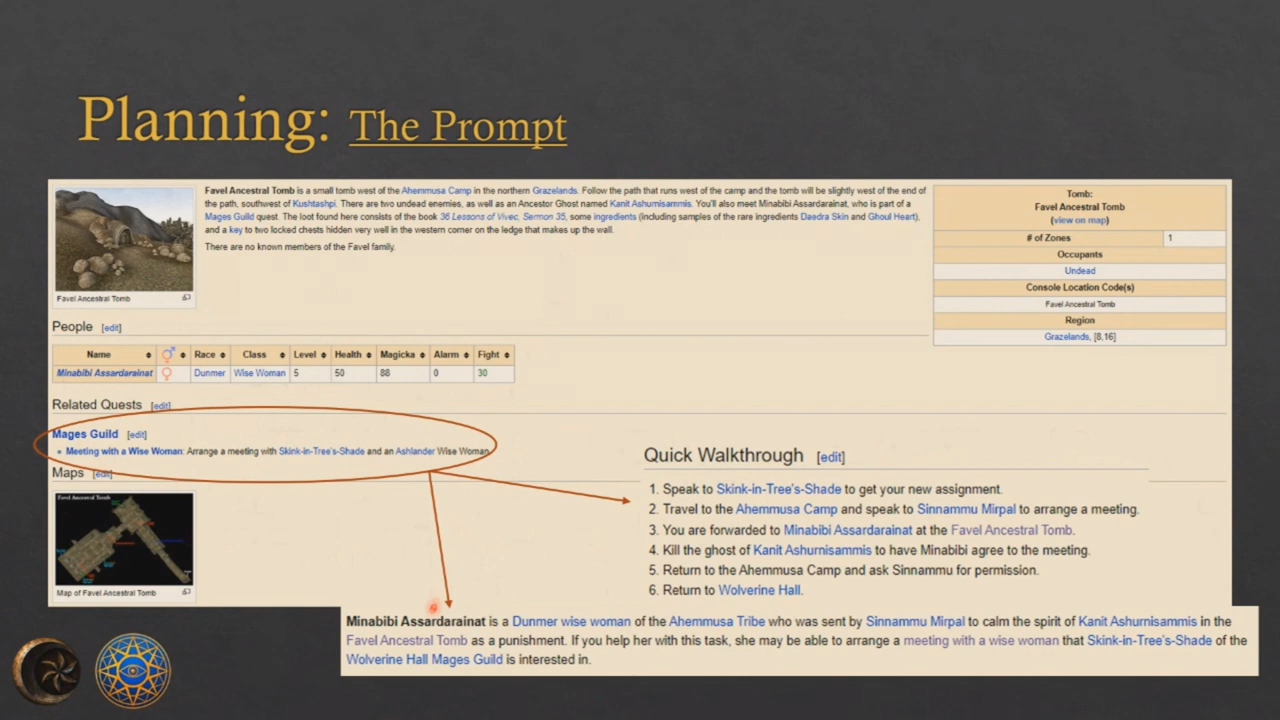 Planning: The Prompt
Favel Ancestral Tomb is a small tomb west of the Ahemmusa Camp in the northern Grazelands. Follow the path that runs west of the camp and the tomb will be slightly west of the end of
the path, southwest of Kushtashpi. There are two undead enemies, as well as an Ancestor Ghost named Kanit Ashurnisammis. You'll also meet Minabibi Assardarainat, who is part of a
Mages Guild quest. The loot found here consists of the book 36 Lessons of Vivec, Sermon 35, some ingredients (including samples of the rare ingredients Daedra Skin and Ghoul Heart),
and a key to two locked chests hidden very well in the western corner on the ledge that makes up the wall.
There are no known members of the Favel family.
Favel Ancestral Tomb
Tomb:
Favel Ancestral Tomb
(view on map)
# of Zones 1
Occupants
Undead
Console Location Code(s)
Favel Ancestral Tomb
Region
Grazelands, [8,16]
People [edit]
Name ♂♀ Race Class Level Health Magicka Alarm Fight
Minabibi Assardarainat ♀ Dunmer Wise Woman 5 50 88 0 30
Related Quests [edit]
Mages Guild [edit]
Meeting with a Wise Woman: Arrange a meeting with Skink-in-Tree's-Shade and an Ashlander Wise Woman
Maps [edit]
Favel Ancestral Tomb
Map of Favel Ancestral Tomb
Quick Walkthrough [edit]
1. Speak to Skink-in-Tree's-Shade to get your new assignment.
2. Travel to the Ahemmusa Camp and speak to Sinnammu Mirpal to arrange a meeting.
3. You are forwarded to Minabibi Assardarainat at the Favel Ancestral Tomb.
4. Kill the ghost of Kanit Ashurnisammis to have Minabibi agree to the meeting.
5. Return to the Ahemmusa Camp and ask Sinnammu for permission.
6. Return to Wolverine Hall.
Minabibi Assardarainat is a Dunmer wise woman of the Ahemmusa Tribe who was sent by Sinnammu Mirpal to calm the spirit of Kanit Ashurnisammis in the
Favel Ancestral Tomb as a punishment. If you help her with this task, she may be able to arrange a meeting with a wise woman that Skink-in-Tree's-Shade of the
Wolverine Hall Mages Guild is interested in.